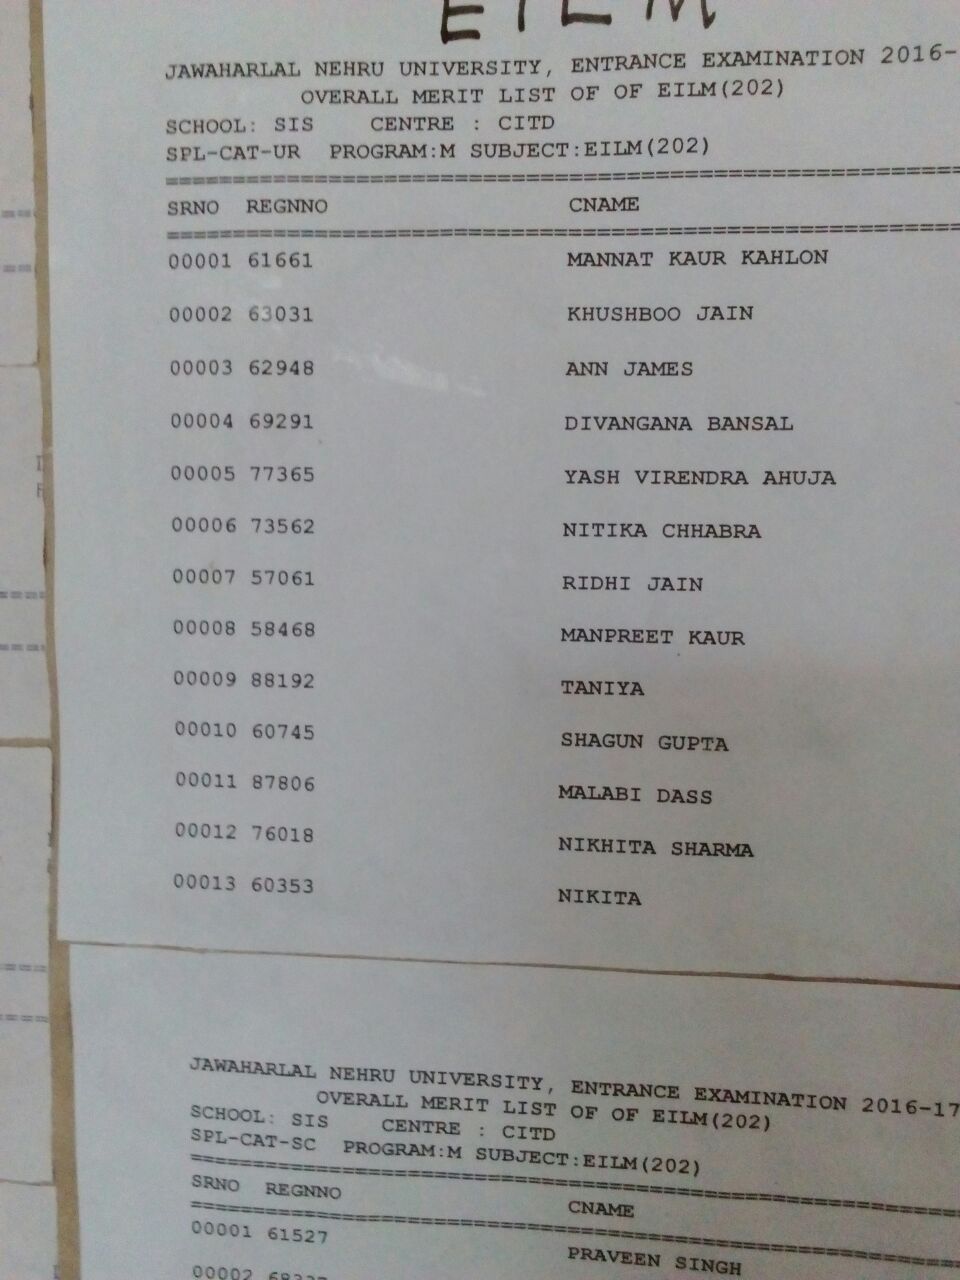 EILM
JAWAHARLAL NEHRU UNIVERSITY, ENTRANCE EXAMINATION 2016-
OVERALL MERIT LIST OF OF EILM(202)
SCHOOL: SIS CENTRE : CITD
SPL-CAT-UR PROGRAM:M SUBJECT:EILM(202)
SRNO REGNNO CNAME
00001 61661 MANNAT KAUR KAHLON
00002 63031 KHUSHBOO JAIN
00003 62948 ANN JAMES
00004 69291 DIVANGANA BANSAL
00005 77365 YASH VIRENDRA AHUJA
00006 73562 NITIKA CHHABRA
00007 57061 RIDHI JAIN
00008 58468 MANPREET KAUR
00009 88192 TANIYA
00010 60745 SHAGUN GUPTA
00011 87806 MALABI DASS
00012 76018 NIKHITA SHARMA
00013 60353 NIKITA
JAWAHARLAL NEHRU UNIVERSITY, ENTRANCE EXAMINATION 2016-17
OVERALL MERIT LIST OF OF EILM(202)
SCHOOL: SIS CENTRE : CITD
SPL-CAT-SC PROGRAM:M SUBJECT:EILM(202)
SRNO REGNNO CNAME
00001 61527 PRAVEEN SINGH
00002